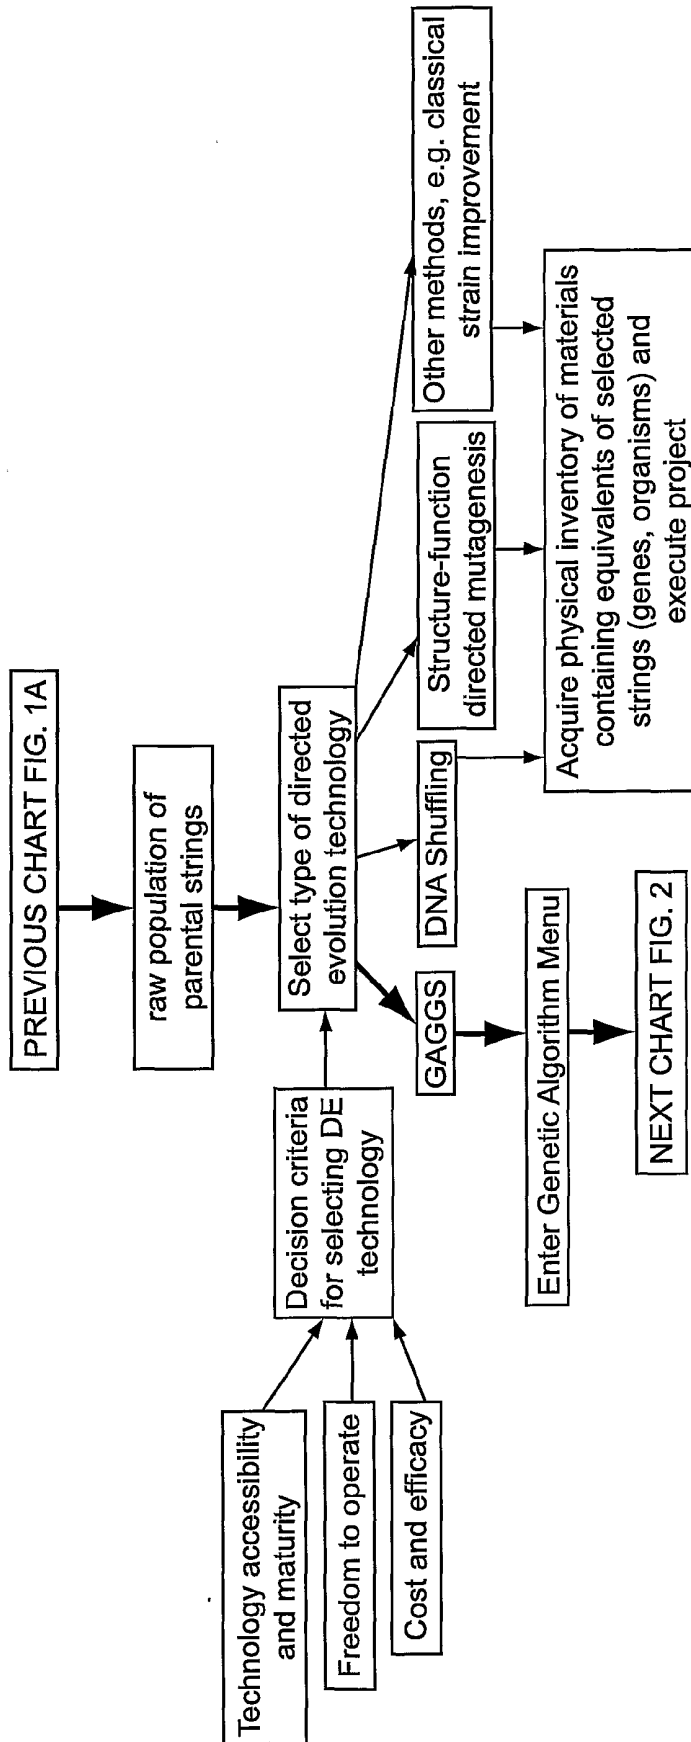 PREVIOUS CHART FIG. 1A
raw population of
parental strings
Technology accessibility
and maturity
Freedom to operate
Cost and efficacy
Decision criteria
for selecting DE
technology
Select type of directed
evolution technology
GAGGS
DNA Shuffling
Structure-function
directed mutagenesis
Other methods, e.g. classical
strain improvement
Enter Genetic Algorithm Menu
Acquire physical inventory of materials
containing equivalents of selected
strings (genes, organisms) and
execute project
NEXT CHART FIG. 2